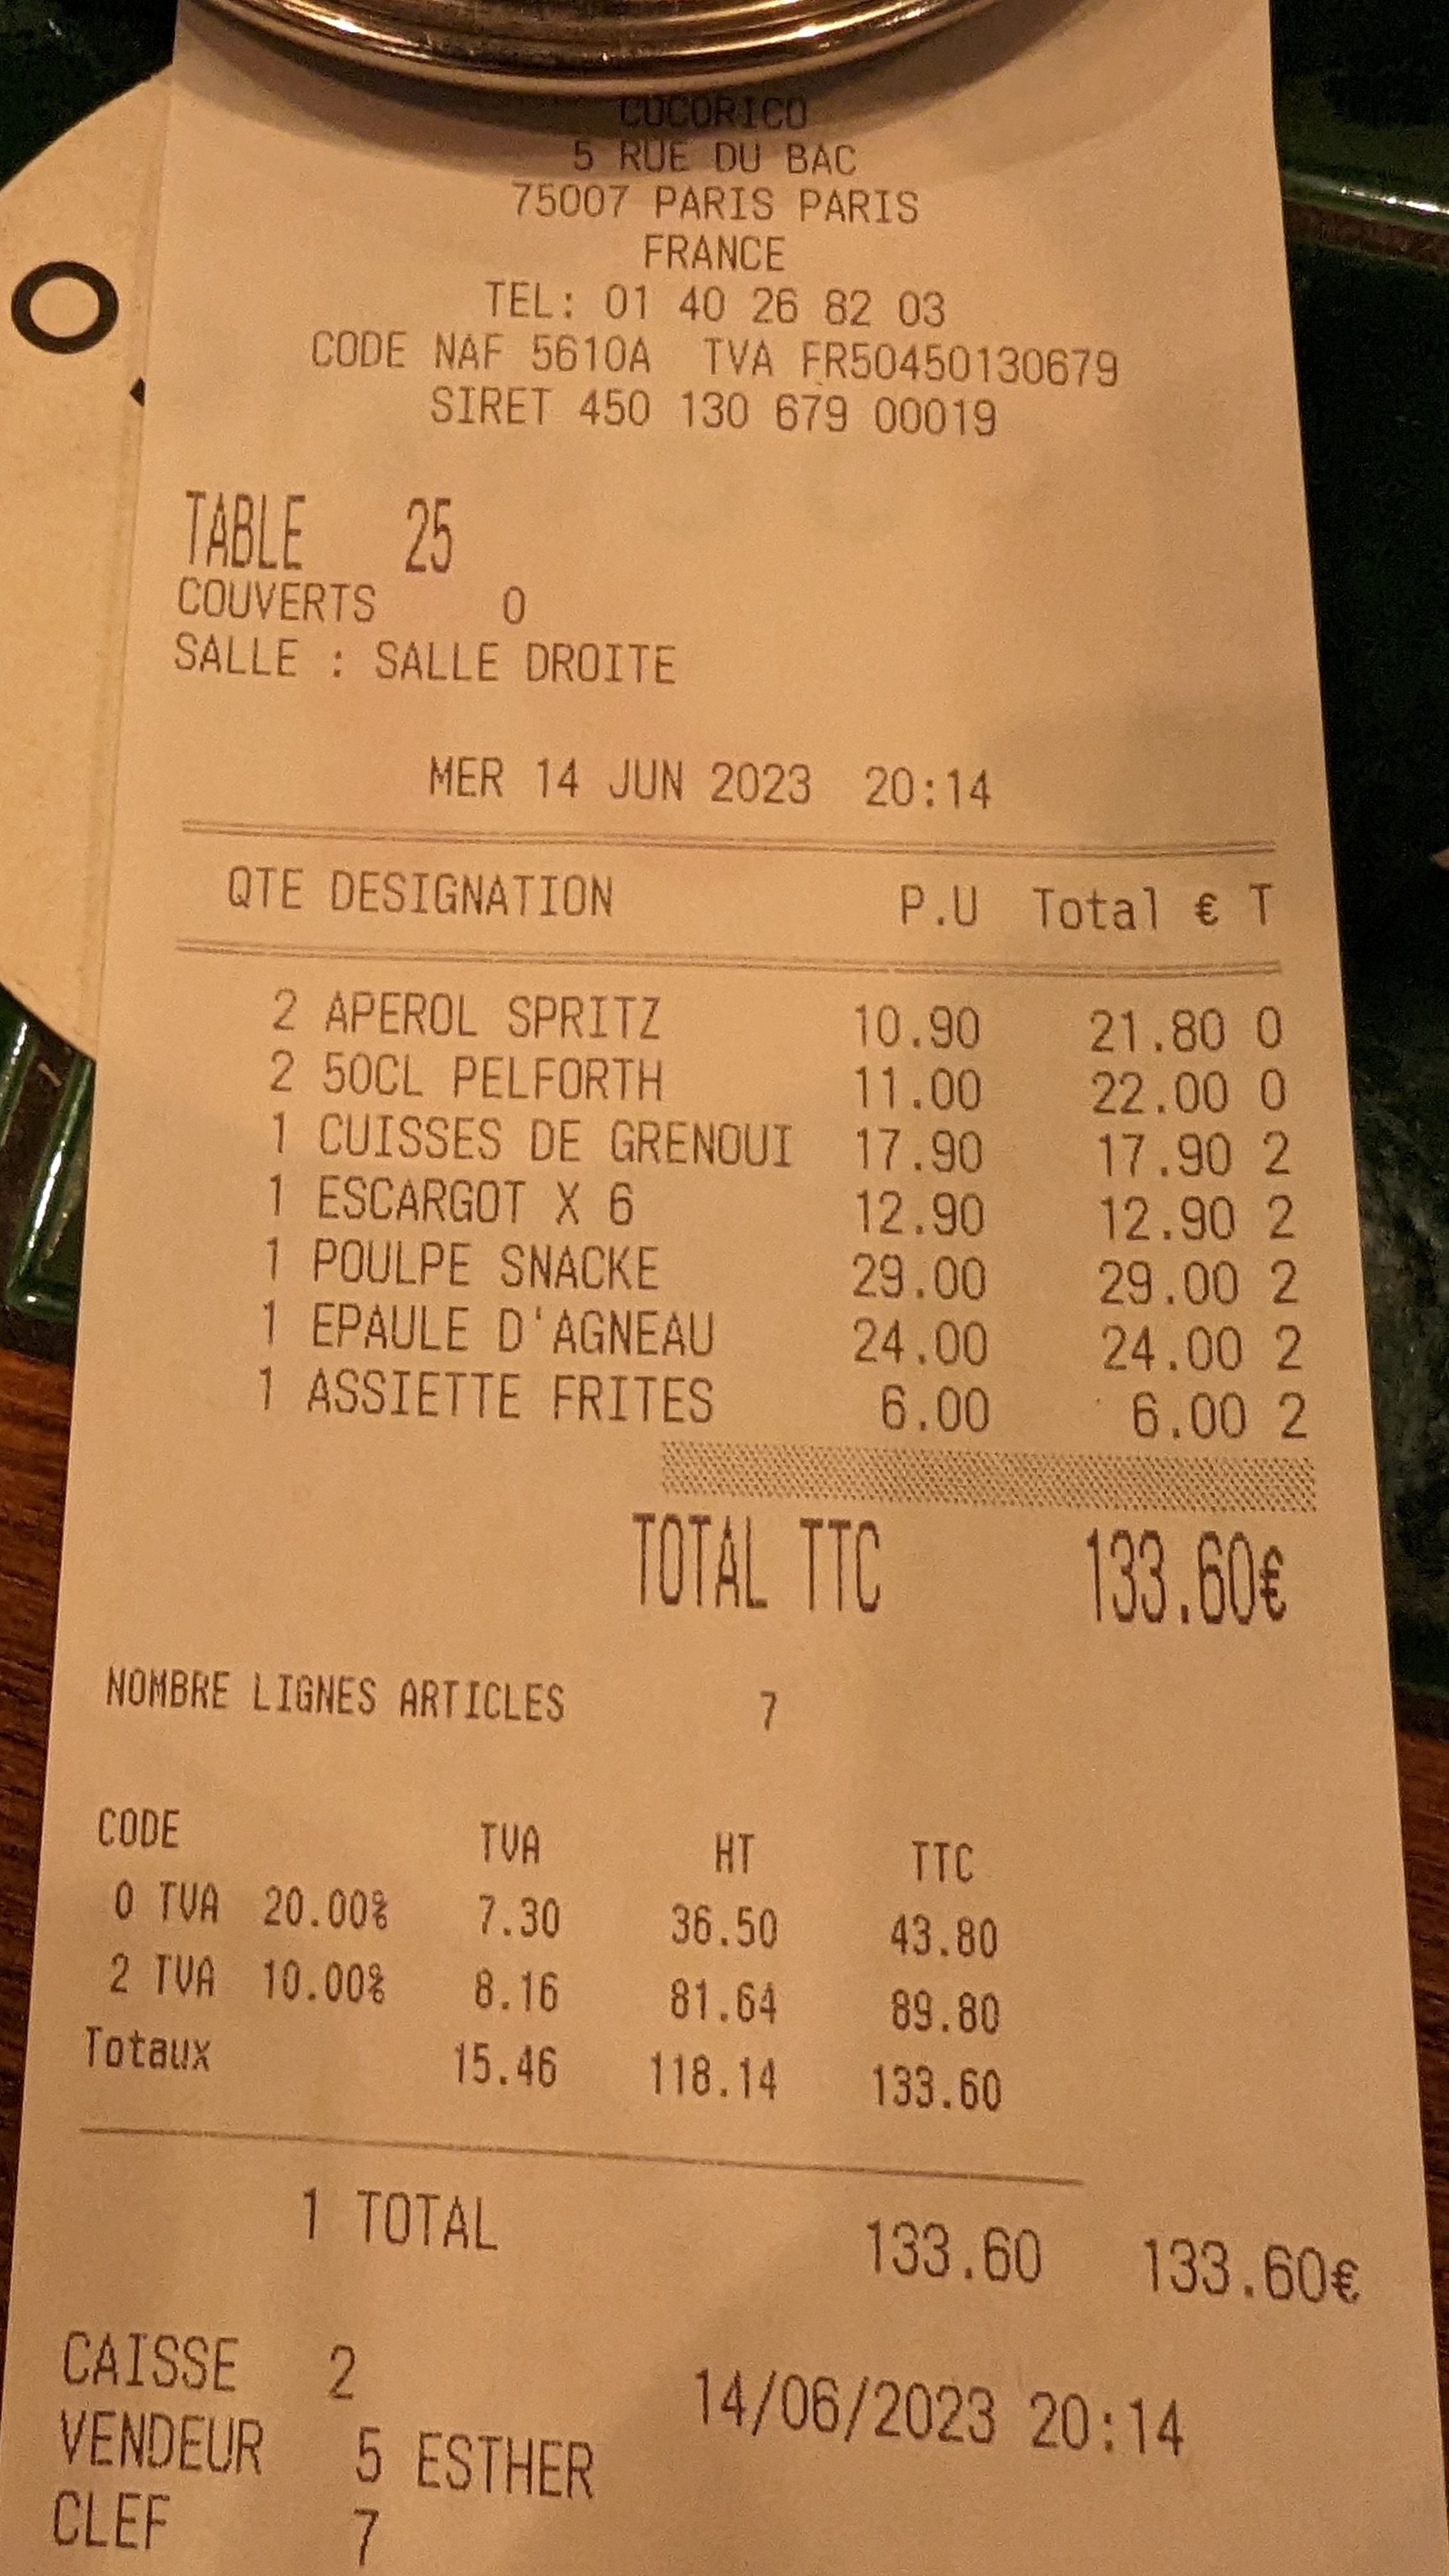 COCORICO
5 RUE DU BAC
75007 PARIS PARIS
FRANCE
TEL: 01 40 26 82 03
CODE NAF 5610A TVA FR50450130679
SIRET 450 130 679 00019
TABLE 25
COUVERTS 0
SALLE : SALLE DROITE
MER 14 JUN 2023 20:14
QTE DESIGNATION P.U Total € T
2 APEROL SPRITZ 10.90 21.80 0
2 50CL PELFORTH 11.00 22.00 0
1 CUISSES DE GRENOUI 17.90 17.90 2
1 ESCARGOT X 6 12.90 12.90 2
1 POULPE SNACKE 29.00 29.00 2
1 EPAULE D'AGNEAU 24.00 24.00 2
1 ASSIETTE FRITES 6.00 6.00 2
TOTAL TTC 133.60€
NOMBRE LIGNES ARTICLES 7
CODE TVA HT TTC
0 TVA 20.00% 7.30 36.50 43.80
2 TVA 10.00% 8.16 81.64 89.80
Totaux 15.46 118.14 133.60
1 TOTAL 133.60 133.60€
CAISSE 2 14/06/2023 20:14
VENDEUR 5 ESTHER
CLEF 7